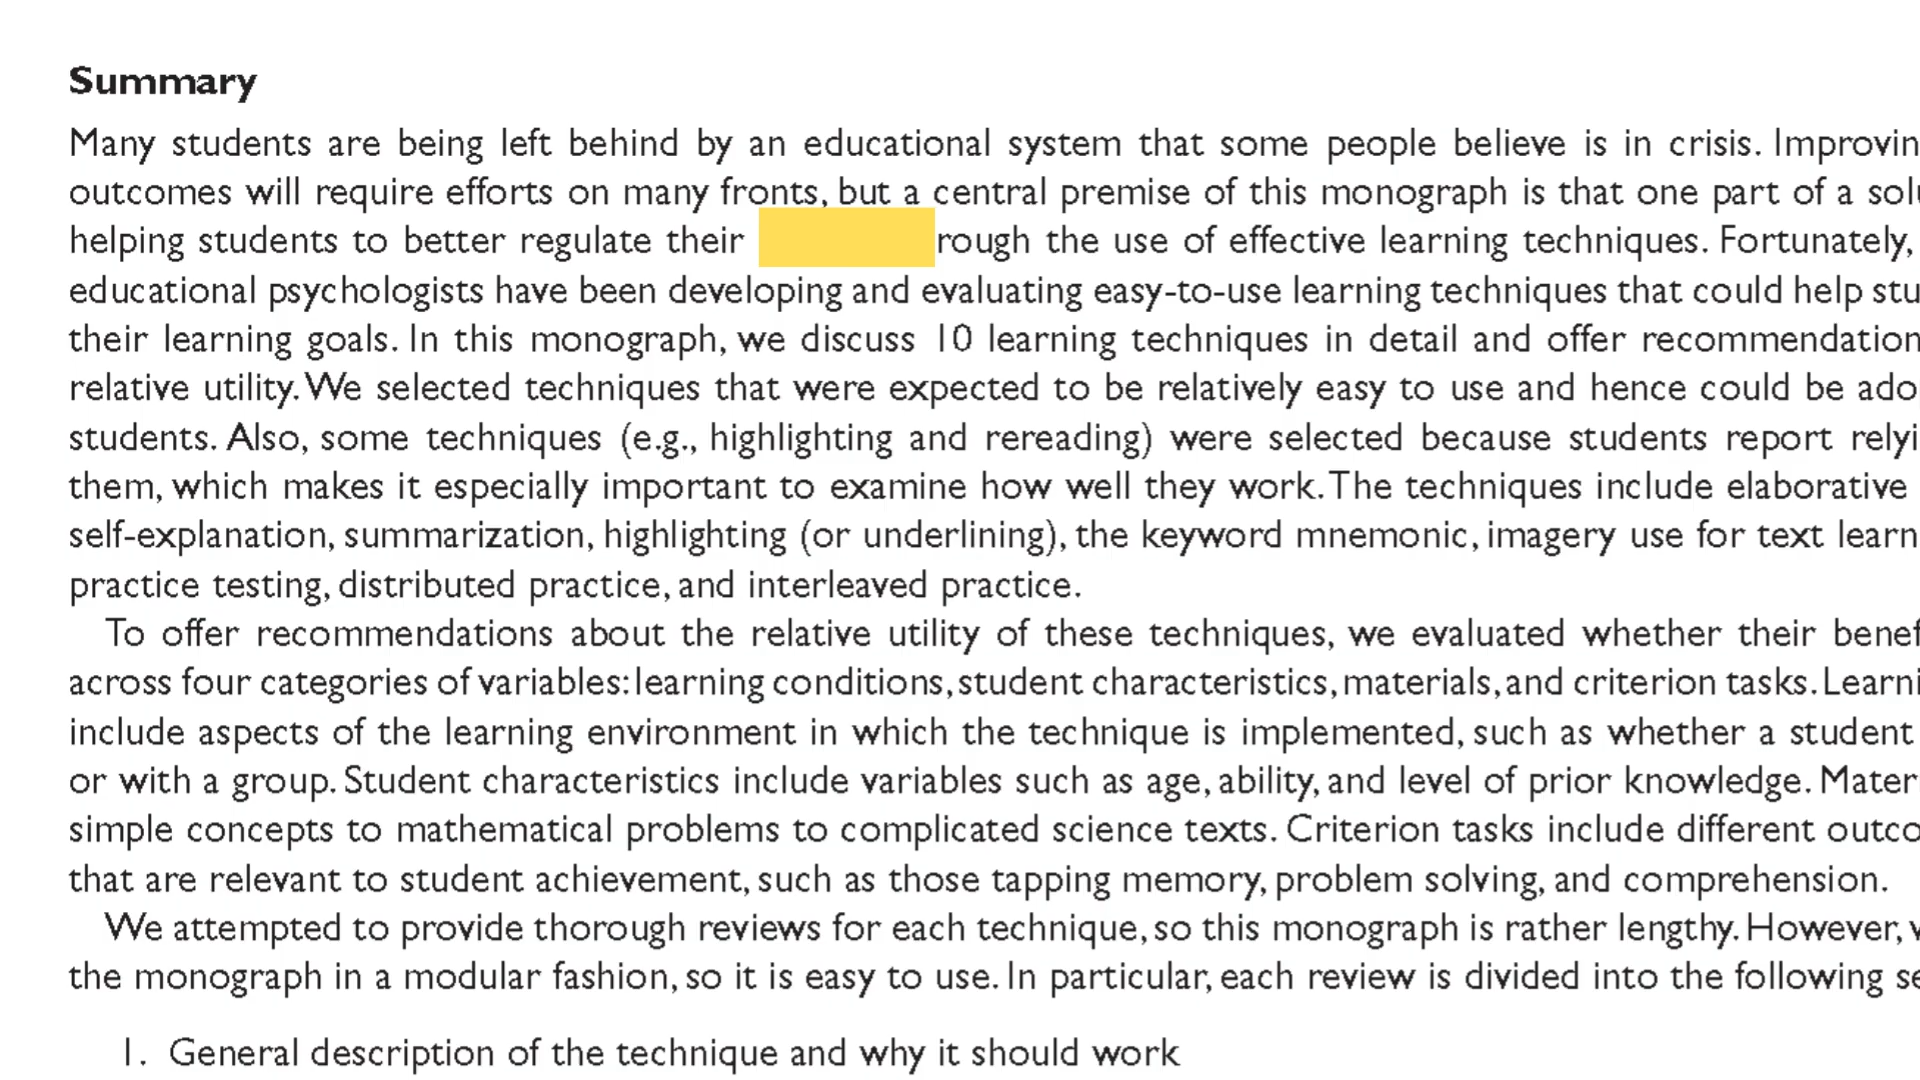 Summary
Many students are being left behind by an educational system that some people believe is in crisis. Improvin
outcomes will require efforts on many fronts, but a central premise of this monograph is that one part of a solu
helping students to better regulate their rough the use of effective learning techniques. Fortunately,
educational psychologists have been developing and evaluating easy-to-use learning techniques that could help stu
their learning goals. In this monograph, we discuss 10 learning techniques in detail and offer recommendation
relative utility. We selected techniques that were expected to be relatively easy to use and hence could be ado
students. Also, some techniques (e.g., highlighting and rereading) were selected because students report relyi
them, which makes it especially important to examine how well they work. The techniques include elaborative
self-explanation, summarization, highlighting (or underlining), the keyword mnemonic, imagery use for text learn
practice testing, distributed practice, and interleaved practice.
To offer recommendations about the relative utility of these techniques, we evaluated whether their benef
across four categories of variables: learning conditions, student characteristics, materials, and criterion tasks. Learni
include aspects of the learning environment in which the technique is implemented, such as whether a student
or with a group. Student characteristics include variables such as age, ability, and level of prior knowledge. Mater
simple concepts to mathematical problems to complicated science texts. Criterion tasks include different outco
that are relevant to student achievement, such as those tapping memory, problem solving, and comprehension.
We attempted to provide thorough reviews for each technique, so this monograph is rather lengthy. However, w
the monograph in a modular fashion, so it is easy to use. In particular, each review is divided into the following se
1. General description of the technique and why it should work